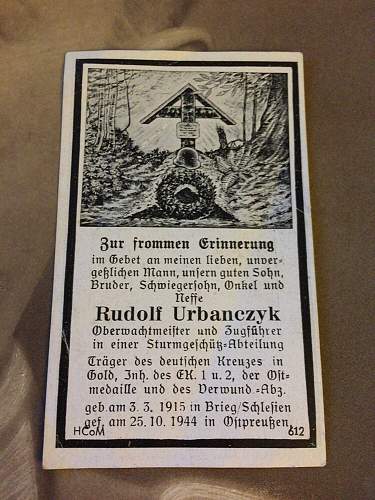 Zur frommen Erinnerung
im Gebet an meinen lieben, unver-
geßlichen Mann, unsern guten Sohn,
Bruder, Schwiegersohn, Onkel und
Neffe
Rudolf Urbanczyk
Oberwachtmeister und Zugführer
in einer Sturmgeschütz-Abteilung
Träger des deutschen Kreuzes in
Gold, Inh. des EK. 1 u. 2, der Ost-
medaille und des Verwund.-Abz.
geb. am 3. 3. 1915 in Brieg/Schlesien
gef. am 25. 10. 1944 in Ostpreußen.
HCoM 612